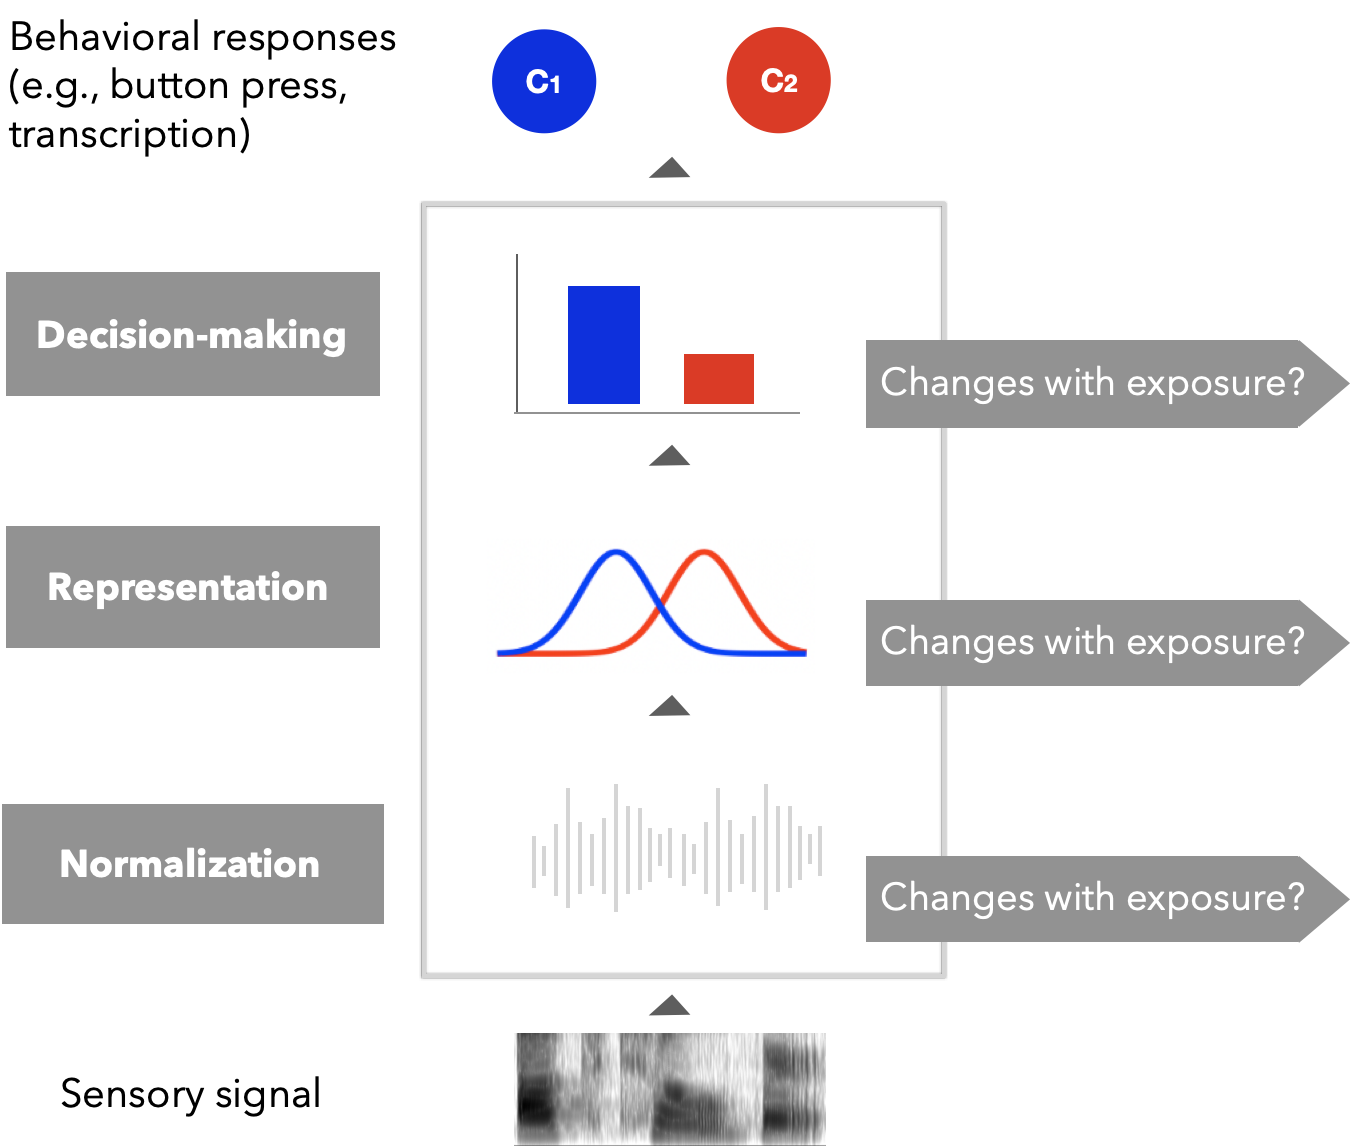 Behavioral responses
(e.g., button press,
transcription)
C1
C2
Decision-making
Changes with exposure?
Representation
Changes with exposure?
Normalization
Changes with exposure?
Sensory signal